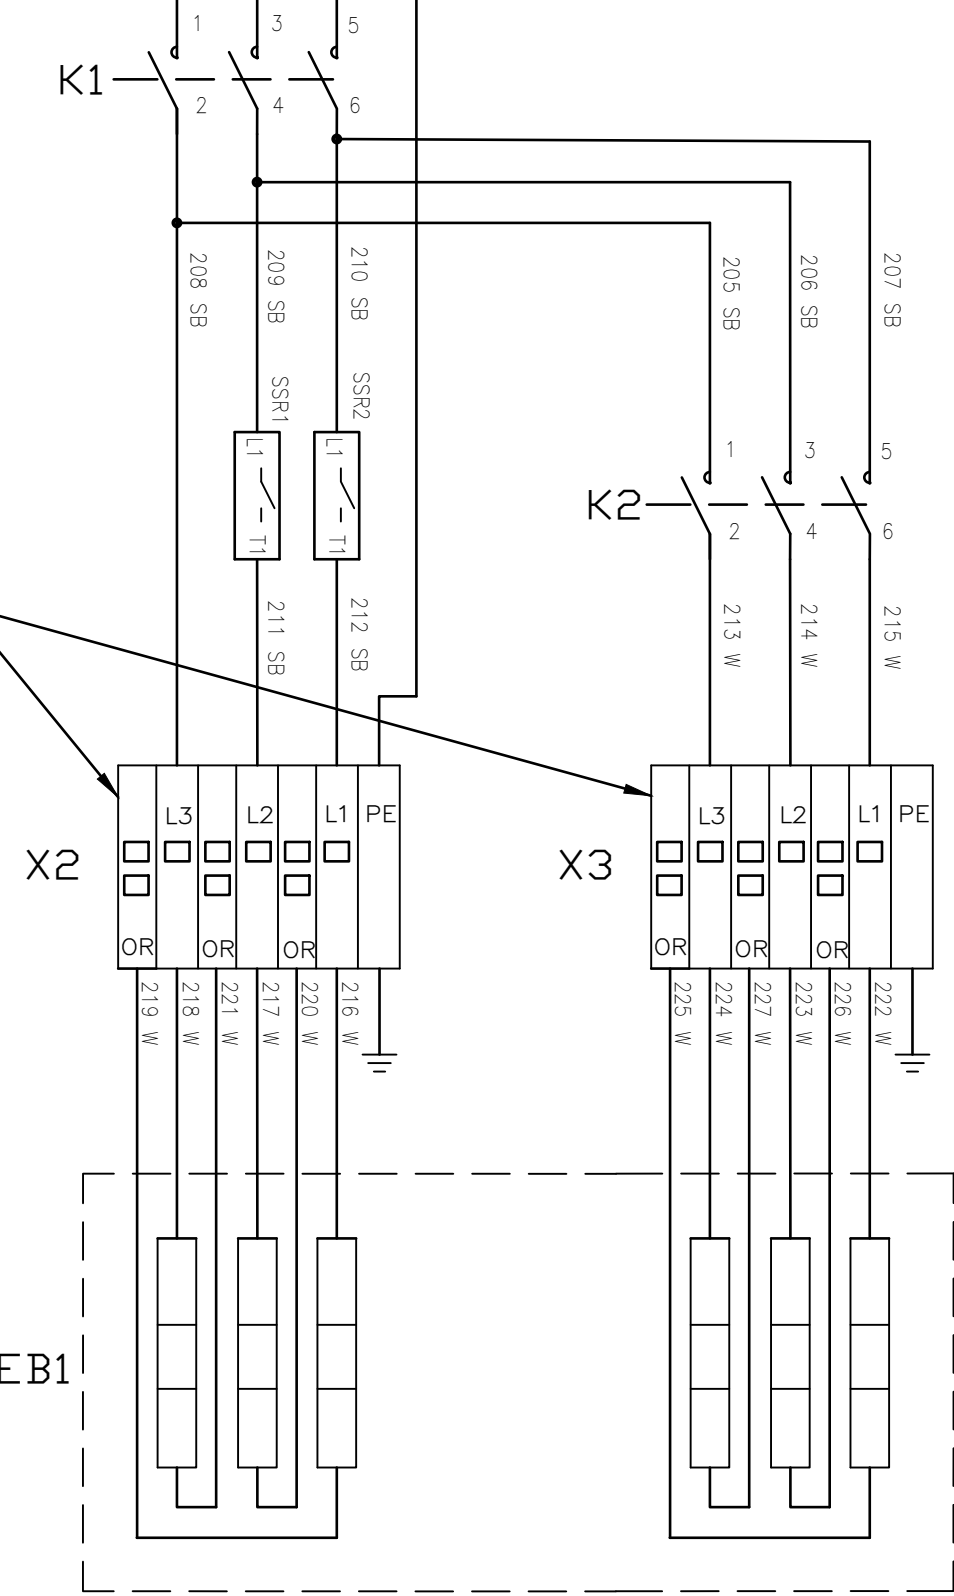 1 3 5
K1
2 4 6
208 SB
209 SB
210 SB
205 SB
206 SB
207 SB
SSR1
SSR2
L1 L1
T1 T1
1 3 5
K2
2 4 6
211 SB
212 SB
213 W
214 W
215 W
L3 L2 L1 PE
X2
OR OR OR
L3 L2 L1 PE
X3
OR OR OR
219 W
218 W
221 W
217 W
220 W
216 W
225 W
224 W
227 W
223 W
226 W
222 W
EB1